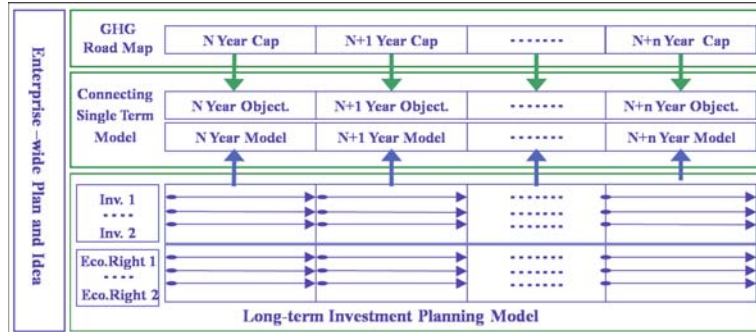 Enterprise –wide Plan and Idea
GHG
Road Map
N Year Cap
N+1 Year Cap
-------
N+n Year Cap
Connecting
Single Term
Model
N Year Object.
N+1 Year Object.
-------
N+n Year Object.
N Year Model
N+1 Year Model
-------
N+n Year Model
Inv. 1
----
Inv. 2
-------
-------
-------
Eco.Right 1
----
Eco.Right 2
-------
-------
-------
Long-term Investment Planning Model